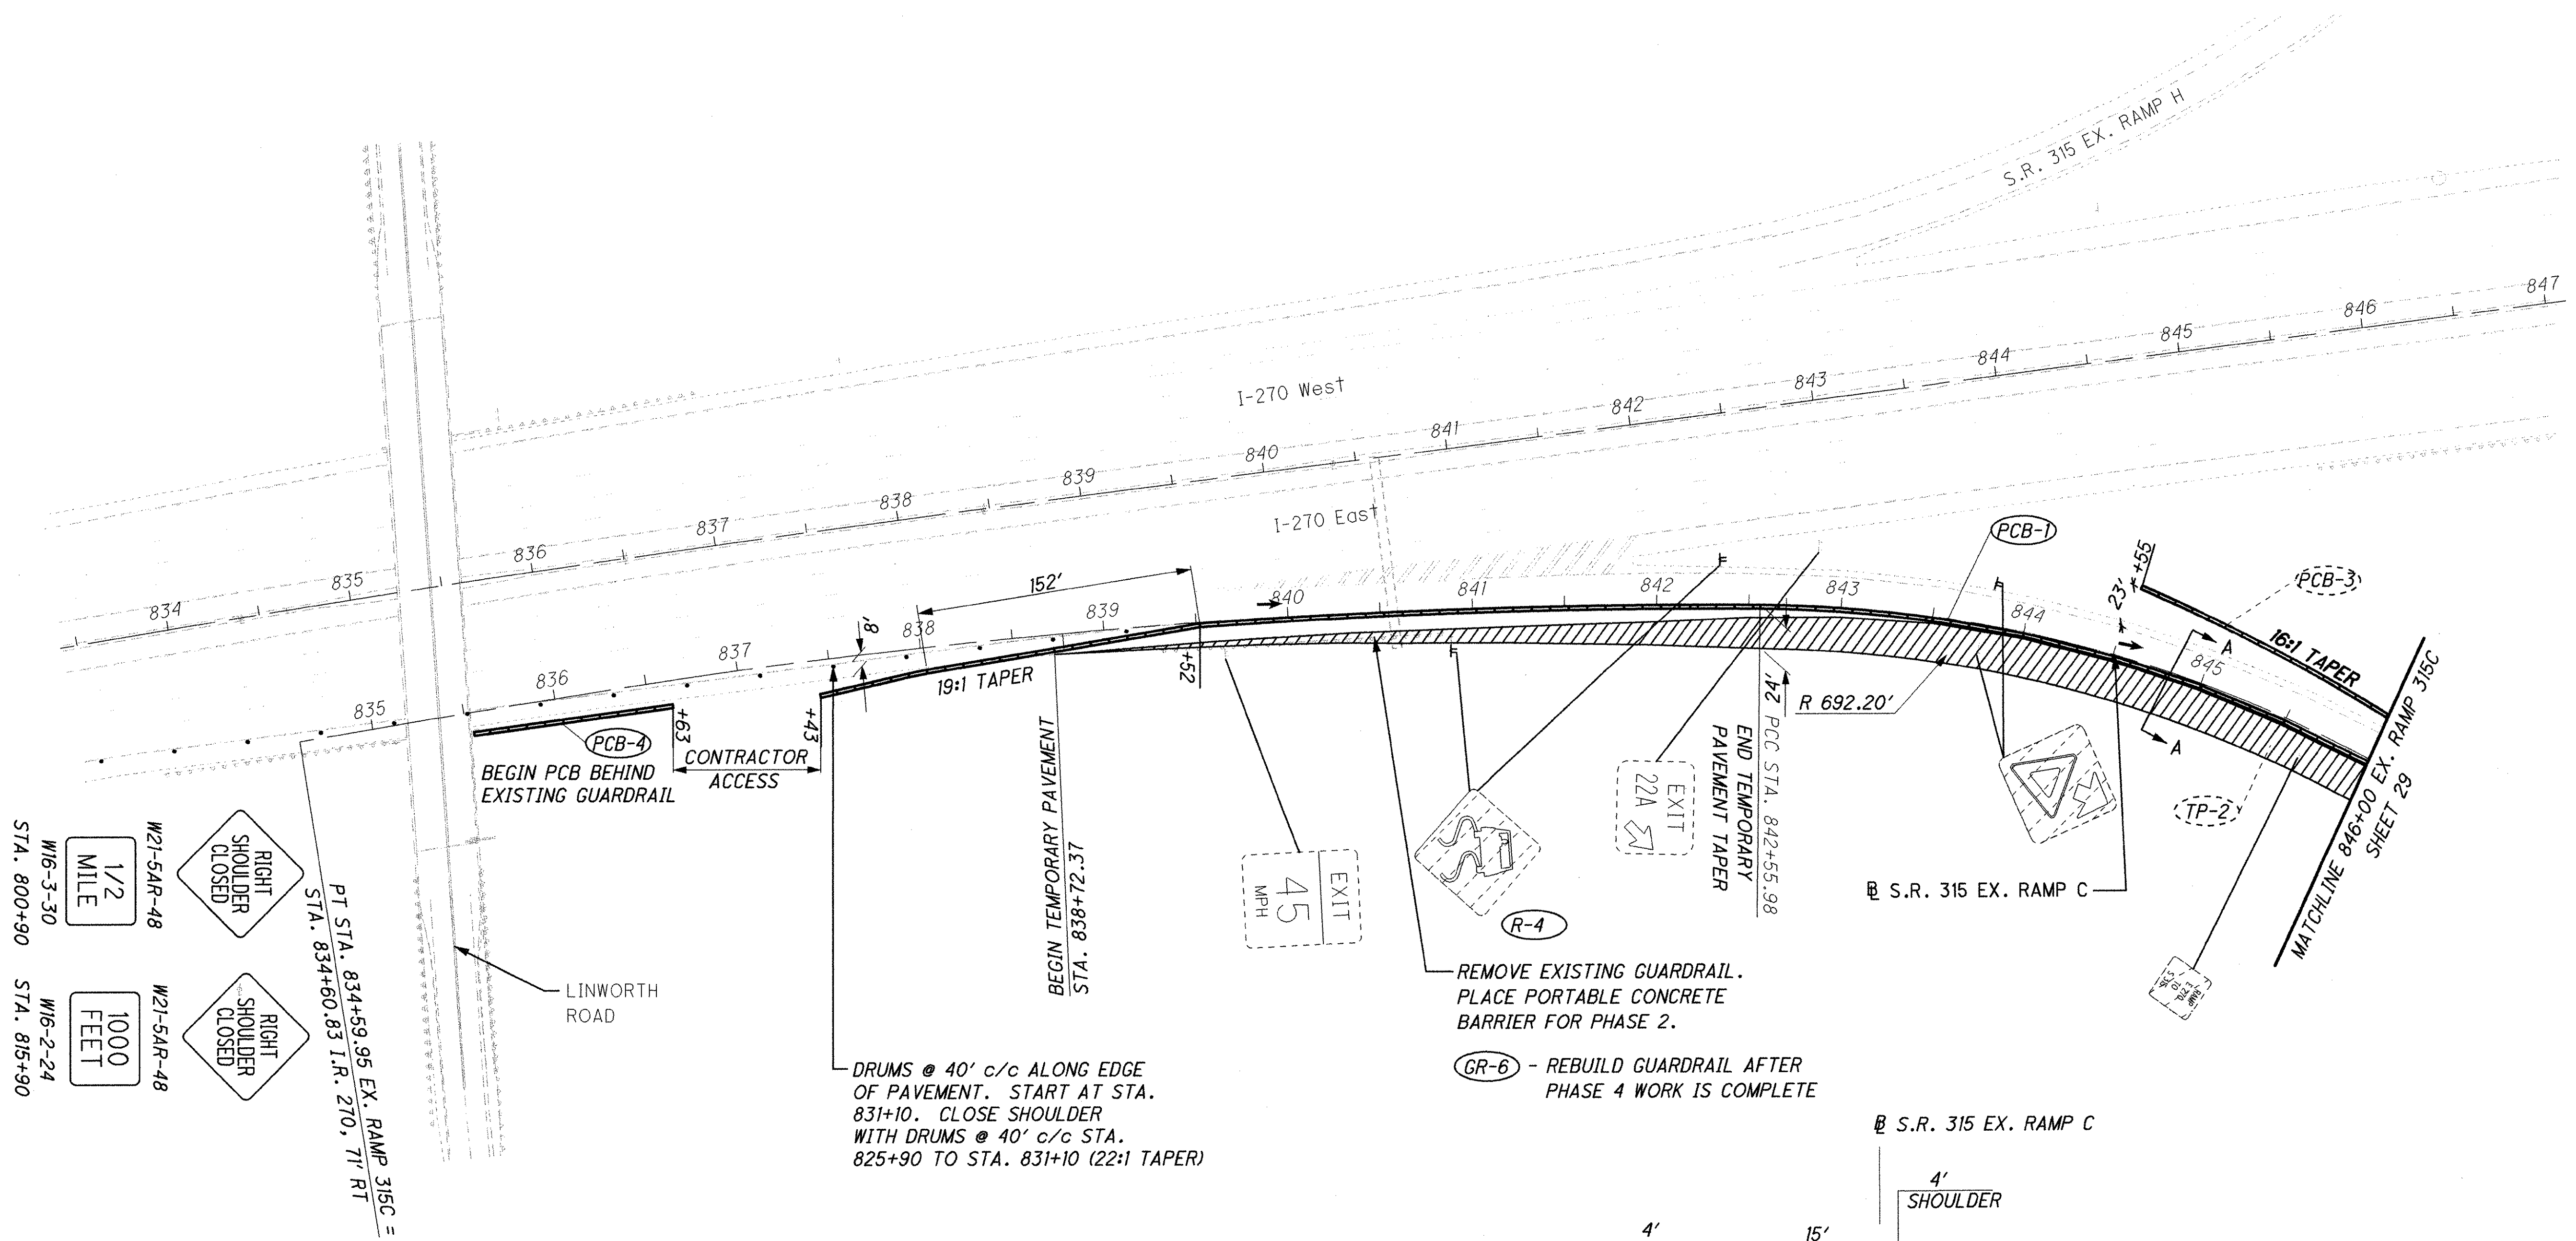 S.R. 315 EX. RAMP H
I-270 West
834
835
836
837
838
839
840
841
842
843
844
845
846
847
I-270 East
152'
8'
835
836
837
838
839
840
841
842
843
844
845
PCB-1
PCB-3
+55
23'
16:1 TAPER
A
A
19:1 TAPER
+52
+63
+43
PCB-4
BEGIN PCB BEHIND
EXISTING GUARDRAIL
CONTRACTOR
ACCESS
24'
R 692.20'
PCC STA. 842+55.98
END TEMPORARY
PAVEMENT TAPER
BEGIN TEMPORARY PAVEMENT
STA. 838+72.37
EXIT
45
MPH
EXIT
22A
R-4
TP-2
MATCHLINE 846+00 EX. RAMP 315C
SHEET 29
℄ S.R. 315 EX. RAMP C
REMOVE EXISTING GUARDRAIL.
PLACE PORTABLE CONCRETE
BARRIER FOR PHASE 2.
GR-6 - REBUILD GUARDRAIL AFTER
PHASE 4 WORK IS COMPLETE
DRUMS @ 40' c/c ALONG EDGE
OF PAVEMENT. START AT STA.
831+10. CLOSE SHOULDER
WITH DRUMS @ 40' c/c STA.
825+90 TO STA. 831+10 (22:1 TAPER)
LINWORTH
ROAD
PT STA. 834+59.95 EX. RAMP 315C =
STA. 834+60.83 I.R. 270, 71' RT
RIGHT
SHOULDER
CLOSED
W21-5AR-48
1/2
MILE
W16-3-30
STA. 800+90
RIGHT
SHOULDER
CLOSED
W21-5AR-48
1000
FEET
W16-2-24
STA. 815+90
℄ S.R. 315 EX. RAMP C
4'
SHOULDER
4'
15'